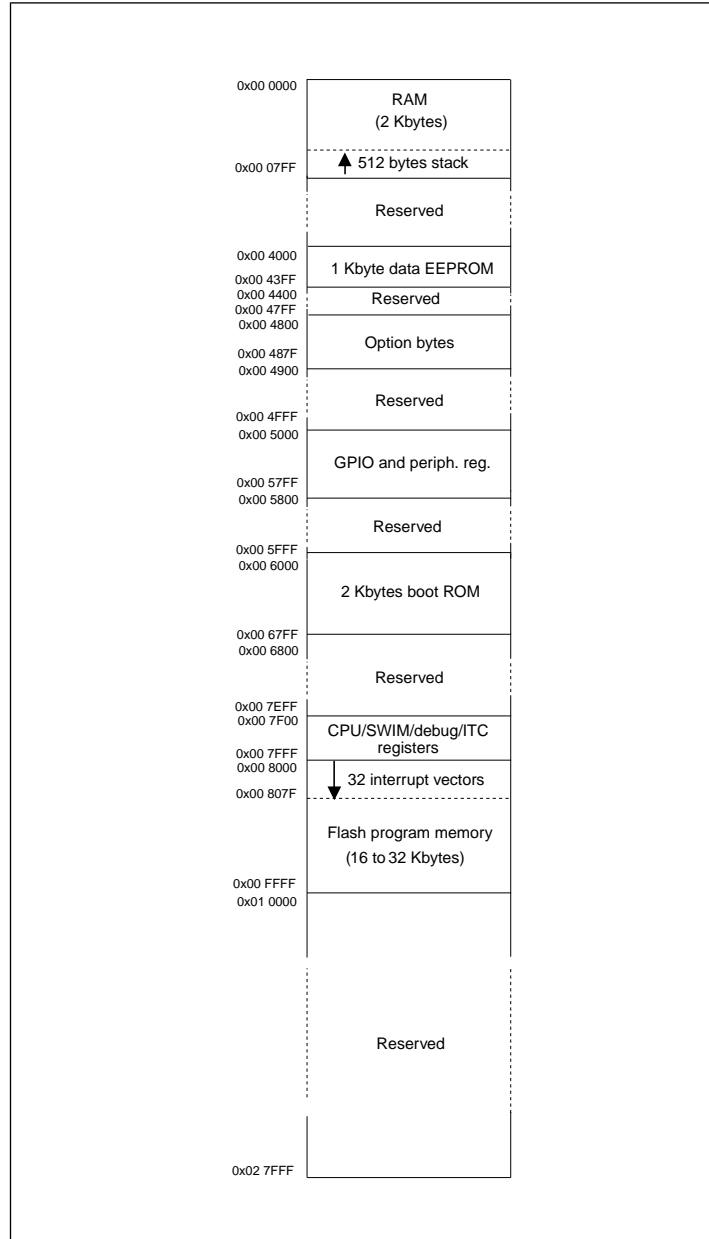 0x00 0000
RAM
(2 Kbytes)
512 bytes stack
0x00 07FF
Reserved
0x00 4000
1 Kbyte data EEPROM
0x00 43FF
0x00 4400
Reserved
0x00 47FF
0x00 4800
Option bytes
0x00 487F
0x00 4900
Reserved
0x00 4FFF
0x00 5000
GPIO and periph. reg.
0x00 57FF
0x00 5800
Reserved
0x00 5FFF
0x00 6000
2 Kbytes boot ROM
0x00 67FF
0x00 6800
Reserved
0x00 7EFF
0x00 7F00
CPU/SWIM/debug/ITC
registers
0x00 7FFF
0x00 8000
32 interrupt vectors
0x00 807F
Flash program memory
(16 to 32 Kbytes)
0x00 FFFF
0x01 0000
Reserved
0x02 7FFF